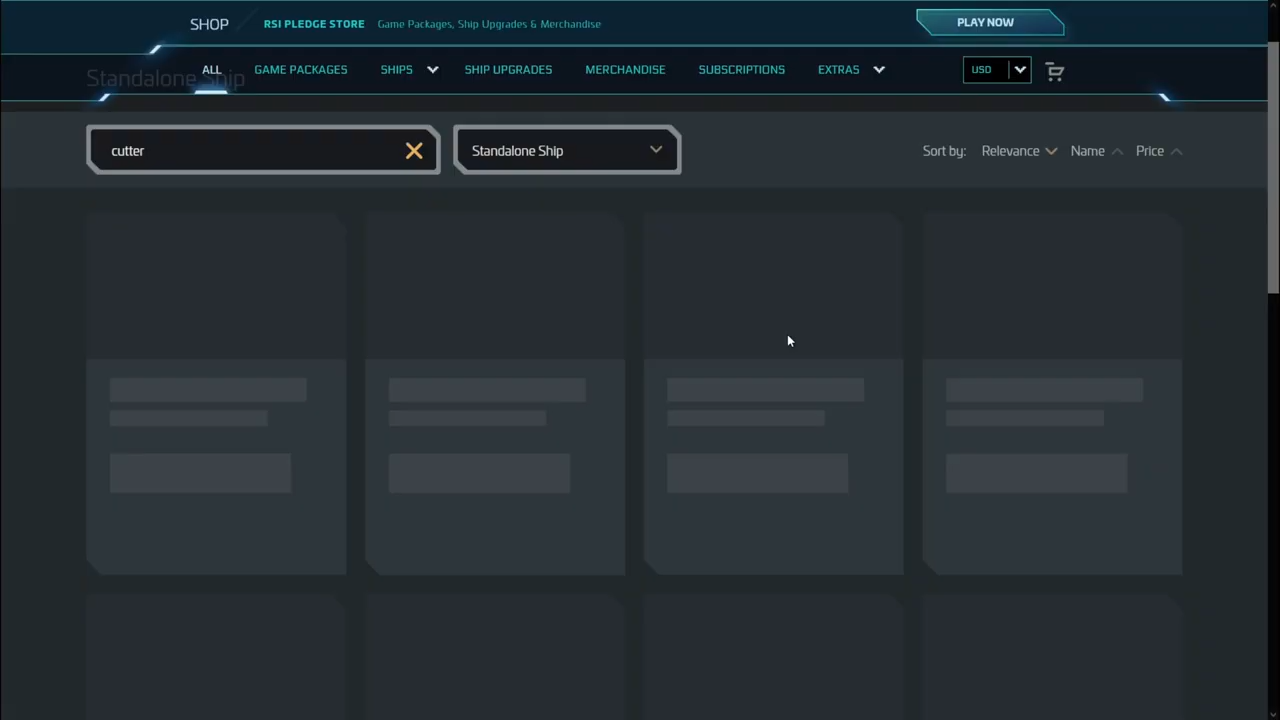 SHOP
RSI PLEDGE STORE
Game Packages, Ship Upgrades & Merchandise
PLAY NOW
ALL
GAME PACKAGES
SHIPS
SHIP UPGRADES
MERCHANDISE
SUBSCRIPTIONS
EXTRAS
USD
Standalone Ship
cutter
Standalone Ship
Sort by:
Relevance
Name
Price